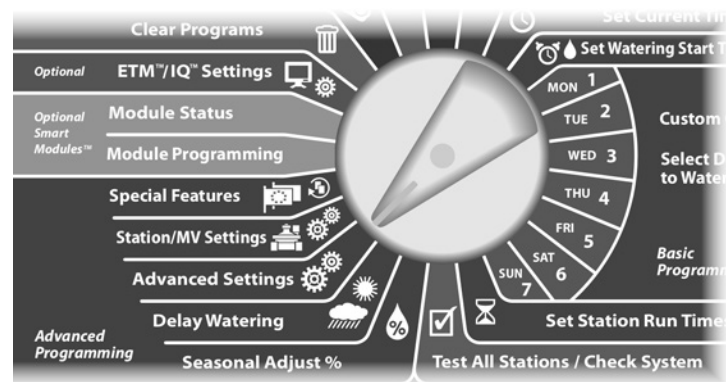 Clear Programs
Optional
ETM™/IQ™ Settings
Optional
Smart
Modules™
Module Status
Module Programming
Special Features
Station/MV Settings
Advanced Settings
Delay Watering
Advanced
Programming
Seasonal Adjust %
%
Set Current Ti
Set Watering Start T
MON 1
TUE 2
WED 3
THU 4
FRI 5
SAT 6
SUN 7
Custom
Select D
to Water
Basic
Programm
Set Station Run Time
Test All Stations / Check System